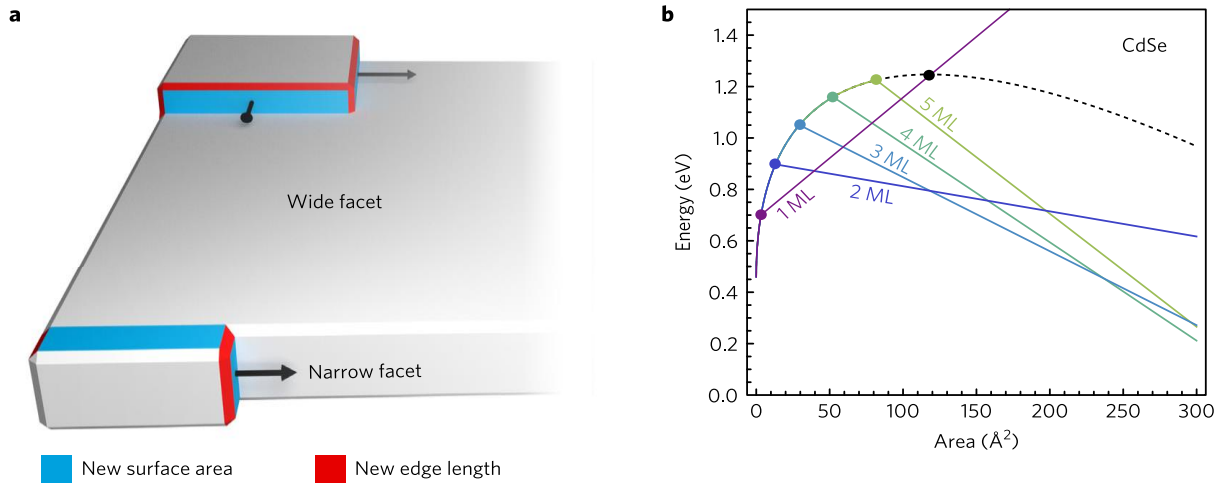 a
Wide facet
Narrow facet
New surface area
New edge length
b
CdSe
Energy (eV)
1.4
1.2
1.0
0.8
0.6
0.4
0.2
0.0
1 ML
2 ML
3 ML
4 ML
5 ML
0
50
100
150
200
250
300
Area (Å²)